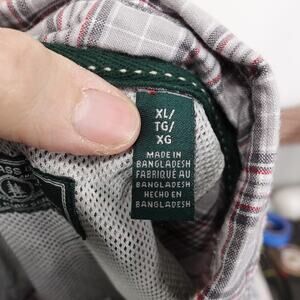 XL/
TG/
XG
MADE IN
BANGLADESH
FABRIQUÉ AU
BANGLADESH
HECHO EN
BANGLADESH